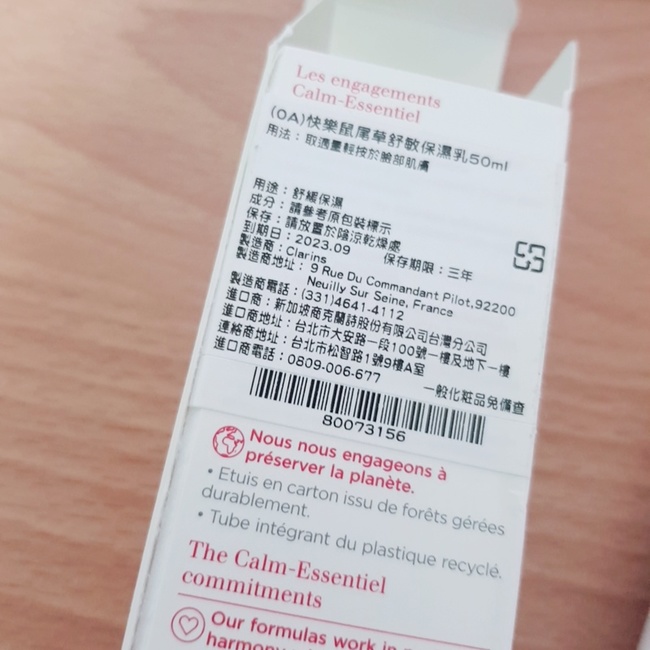 Les engagements
Calm-Essentiel
(OA)快樂鼠尾草舒敏保濕乳50ml
用法：取適量輕按於臉部肌膚
用途：舒緩保濕
成分：請參考原包裝標示
保存：請放置於陰涼乾燥處
到期日：2023.09 保存期限：三年
製造商：Clarins
製造商地址：9 Rue Du Commandant Pilot,92200
Neuilly Sur Seine, France
製造商電話：(331)4641-4112
進口商：新加坡商克蘭詩股份有限公司台灣分公司
進口商地址：台北市大安路一段100號一樓及地下一樓
連絡商地址：台北市松智路1號9樓A室
進口商電話：0809-006-677
一般化粧品免備查
80073156
Nous nous engageons à
préserver la planète.
• Etuis en carton issu de forêts gérées
durablement.
• Tube intégrant du plastique recyclé.
The Calm-Essentiel
commitments
Our formulas work in
harmony